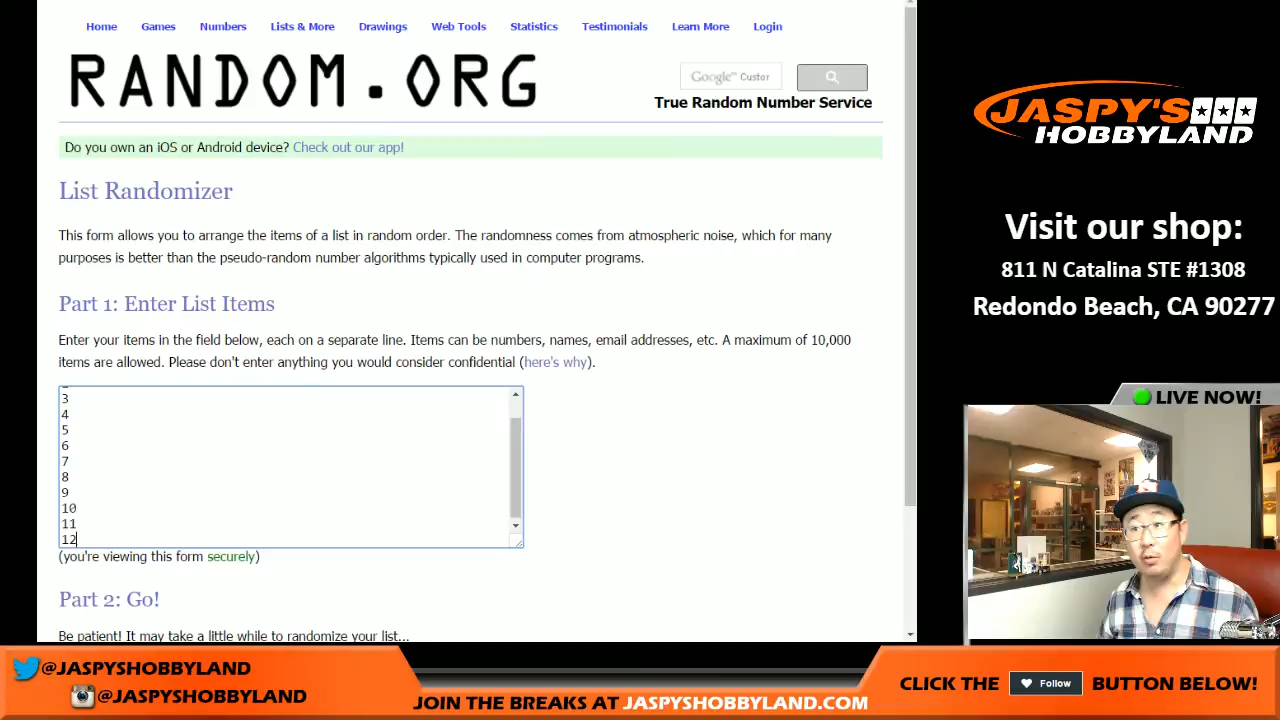 Home Games Numbers Lists & More Drawings Web Tools Statistics Testimonials Learn More Login
RANDOM.ORG
Google™ Custor
True Random Number Service
Do you own an iOS or Android device? Check out our app!
List Randomizer
This form allows you to arrange the items of a list in random order. The randomness comes from atmospheric noise, which for many
purposes is better than the pseudo-random number algorithms typically used in computer programs.
Part 1: Enter List Items
Enter your items in the field below, each on a separate line. Items can be numbers, names, email addresses, etc. A maximum of 10,000
items are allowed. Please don't enter anything you would consider confidential (here's why).
3
4
5
6
7
8
9
10
11
12
(you're viewing this form securely)
Part 2: Go!
Be patient! It may take a little while to randomize your list...
JASPY'S
HOBBYLAND
Visit our shop:
811 N Catalina STE #1308
Redondo Beach, CA 90277
LIVE NOW!
@JASPYSHOBBYLAND
@JASPYSHOBBYLAND
JOIN THE BREAKS AT JASPYSHOBBYLAND.COM
CLICK THE Follow BUTTON BELOW!